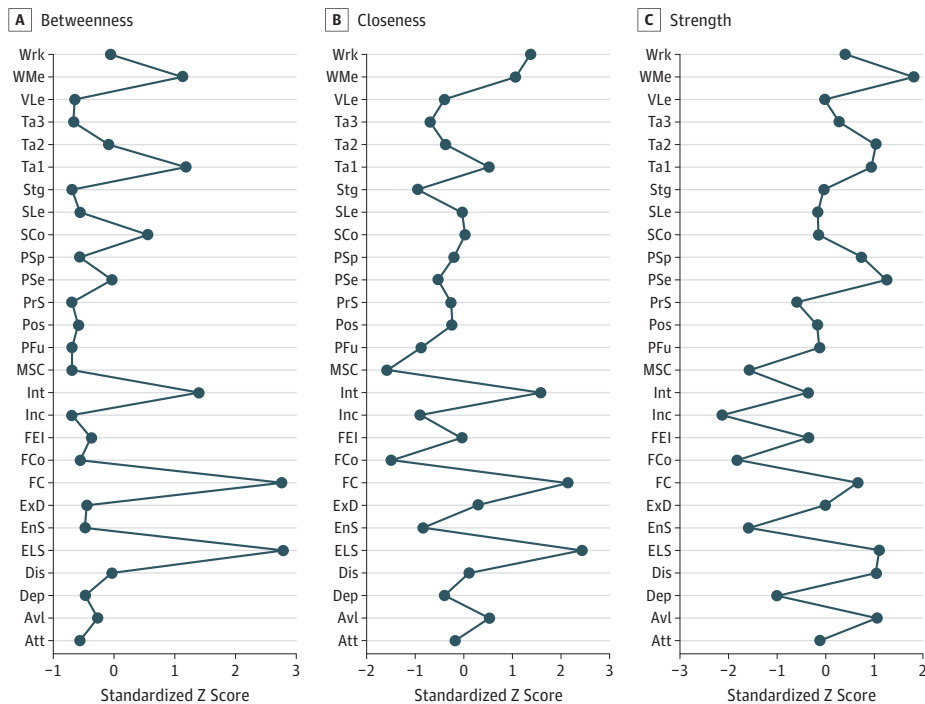 A Betweenness
Wrk
WMe
VLe
Ta3
Ta2
Ta1
Stg
SLe
SCo
PSp
PSe
PrS
Pos
PFu
MSC
Int
Inc
FEI
FCo
FC
ExD
EnS
ELS
Dis
Dep
Avl
Att
−1 0 1 2 3
Standardized Z Score
B Closeness
Wrk
WMe
VLe
Ta3
Ta2
Ta1
Stg
SLe
SCo
PSp
PSe
PrS
Pos
PFu
MSC
Int
Inc
FEI
FCo
FC
ExD
EnS
ELS
Dis
Dep
Avl
Att
−2 −1 0 1 2 3
Standardized Z Score
C Strength
Wrk
WMe
VLe
Ta3
Ta2
Ta1
Stg
SLe
SCo
PSp
PSe
PrS
Pos
PFu
MSC
Int
Inc
FEI
FCo
FC
ExD
EnS
ELS
Dis
Dep
Avl
Att
−3 −2 −1 0 1 2
Standardized Z Score